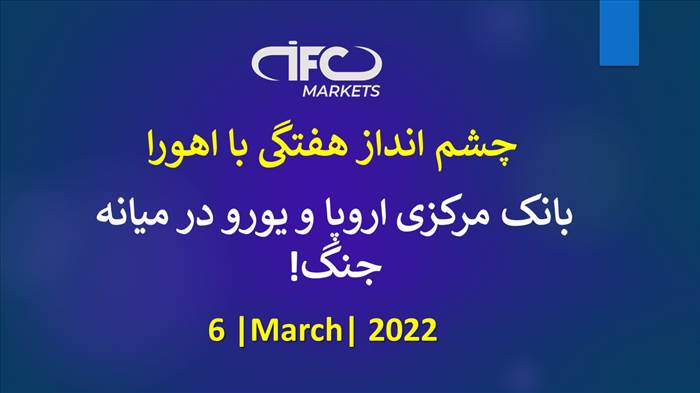 IFC
MARKETS
چشم انداز هفتگی با اهورا
بانک مرکزی اروپا و یورو در میانه
جنگ!
6 |March| 2022